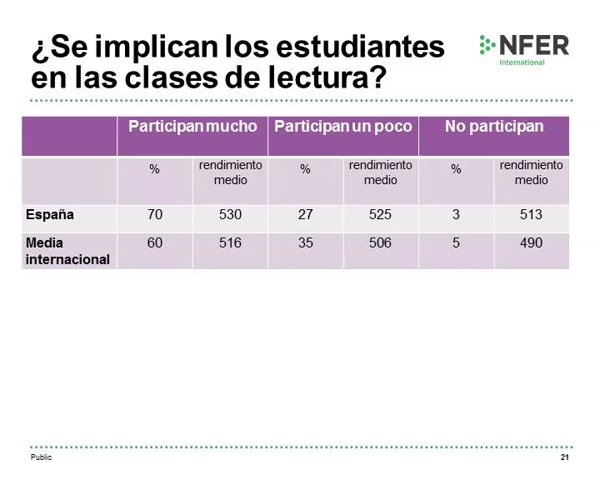 ¿Se implican los estudiantes
en las clases de lectura?
NFER
International
Participan mucho Participan un poco No participan
% rendimiento medio % rendimiento medio % rendimiento medio
España 70 530 27 525 3 513
Media internacional 60 516 35 506 5 490
Public 21